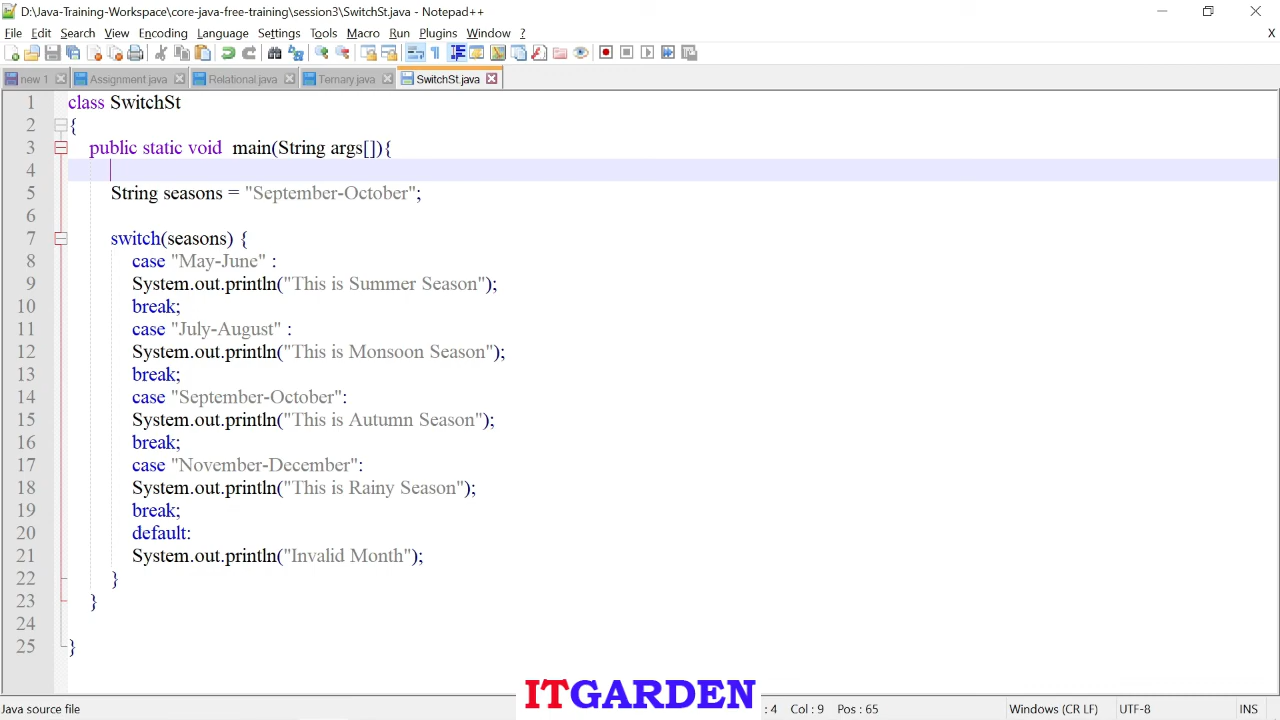 D:\Java-Training-Workspace\core-java-free-training\session3\SwitchSt.java - Notepad++
File Edit Search View Encoding Language Settings Tools Macro Run Plugins Window ? X
new 1 Assignment.java Relational.java Ternary.java SwitchSt.java
1 class SwitchSt
2 {
3 public static void main(String args[]){
4
5 String seasons = "September-October";
6
7 switch(seasons) {
8 case "May-June" :
9 System.out.println("This is Summer Season");
10 break;
11 case "July-August" :
12 System.out.println("This is Monsoon Season");
13 break;
14 case "September-October":
15 System.out.println("This is Autumn Season");
16 break;
17 case "November-December":
18 System.out.println("This is Rainy Season");
19 break;
20 default:
21 System.out.println("Invalid Month");
22 }
23 }
24
25 }
ITGARDEN
Java source file : 4 Col : 9 Pos : 65 Windows (CR LF) UTF-8 INS